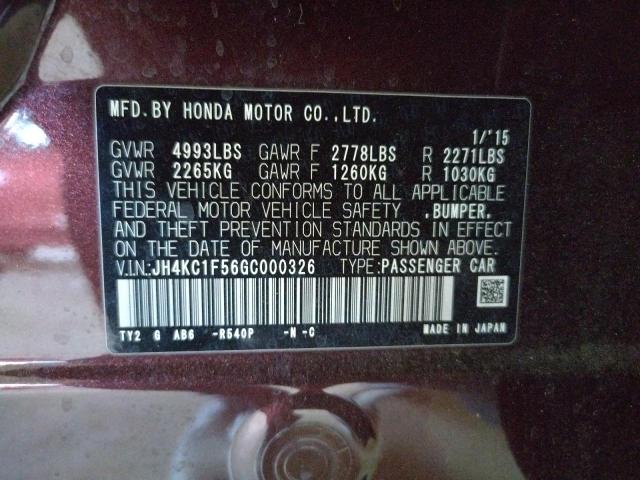 MFD.BY HONDA MOTOR CO.,LTD.
1/'15
GVWR 4993LBS GAWR F 2778LBS R 2271LBS
GVWR 2265KG GAWR F 1260KG R 1030KG
THIS VEHICLE CONFORMS TO ALL APPLICABLE
FEDERAL MOTOR VEHICLE SAFETY ,BUMPER,
AND THEFT PREVENTION STANDARDS IN EFFECT
ON THE DATE OF MANUFACTURE SHOWN ABOVE.
V.I.N:JH4KC1F56GC000326 TYPE:PASSENGER CAR
TY2 G AB6 -R540P -M -C
MADE IN JAPAN